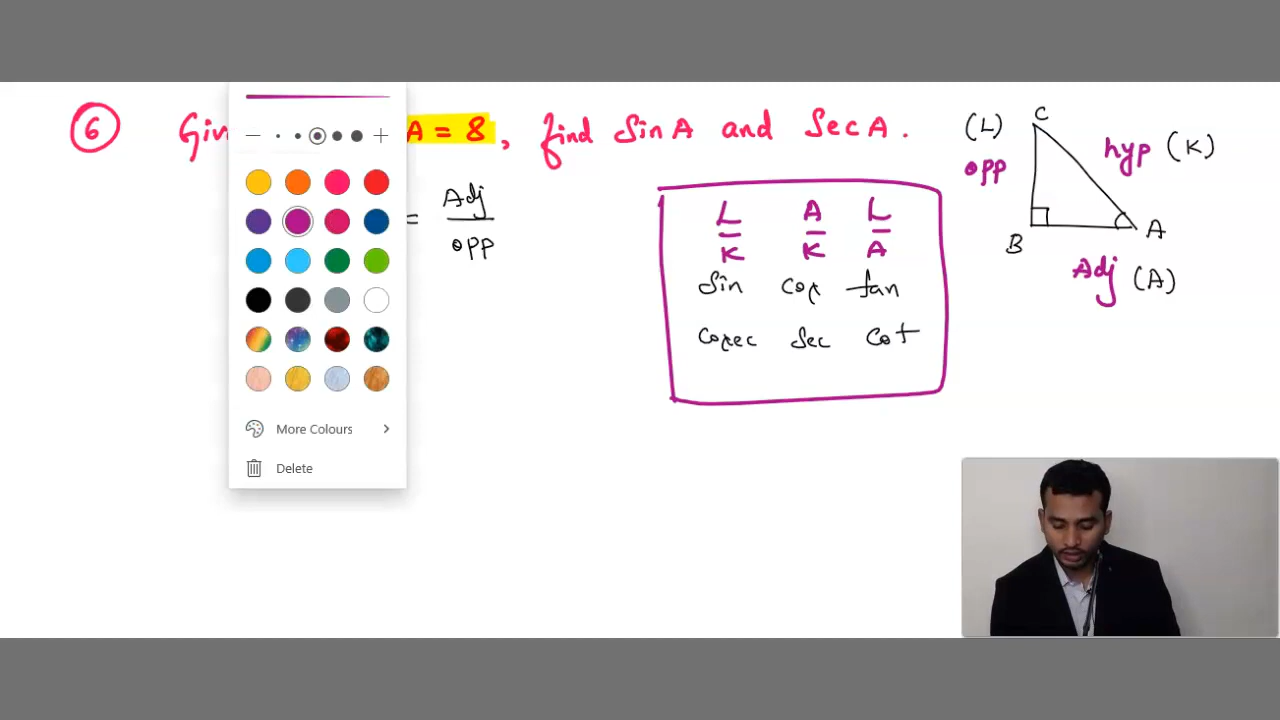 6 Giv A = 8 , find sin A and sec A .
= Adj
opp
L A L
K K A
sin cos tan
cosec sec cot
(L) C
opp hyp (K)
B A
Adj (A)
More Colours
Delete